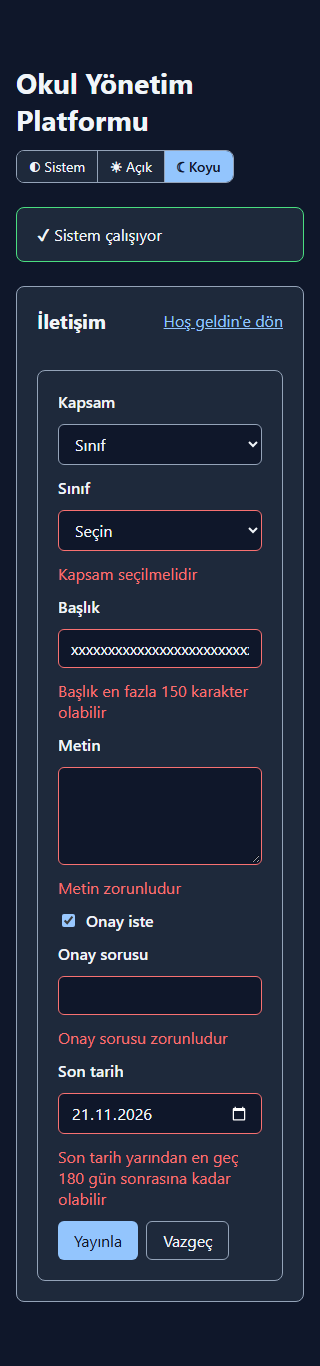 Okul Yönetim
Platformu
◐ Sistem
☀ Açık
☾ Koyu
✓ Sistem çalışıyor
İletişim
Hoş geldin'e dön
Kapsam
Sınıf
Sınıf
Seçin
Kapsam seçilmelidir
Başlık
Başlık en fazla 150 karakter
olabilir
Metin
Metin zorunludur
Onay iste
Onay sorusu
Onay sorusu zorunludur
Son tarih
21.11.2026
Son tarih yarından en geç
180 gün sonrasına kadar
olabilir
Yayınla
Vazgeç